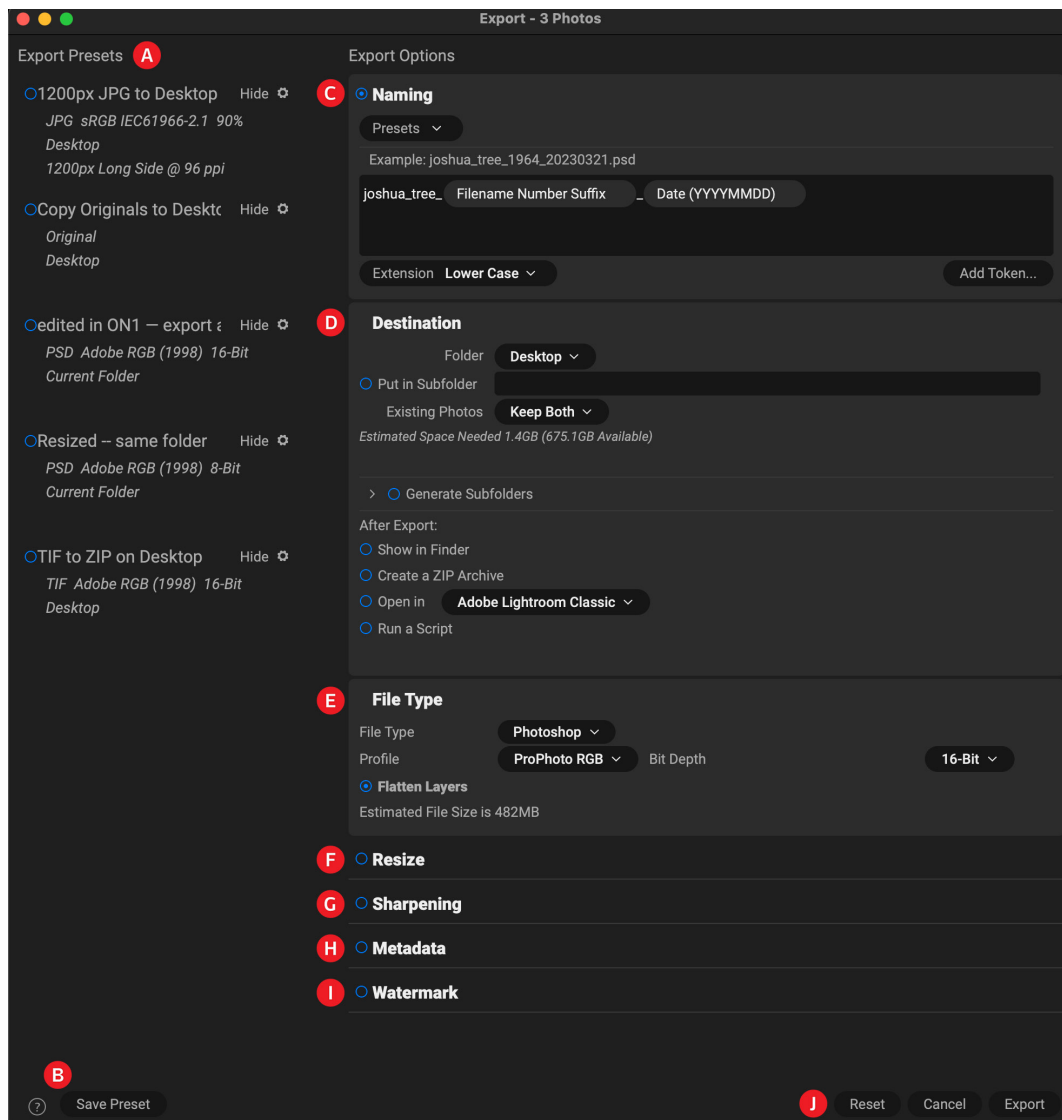 Export - 3 Photos
Export Presets A
1200px JPG to Desktop Hide
JPG sRGB IEC61966-2.1 90%
Desktop
1200px Long Side @ 96 ppi
Copy Originals to Desktc Hide
Original
Desktop
edited in ON1 — export a Hide
PSD Adobe RGB (1998) 16-Bit
Current Folder
Resized -- same folder Hide
PSD Adobe RGB (1998) 8-Bit
Current Folder
TIF to ZIP on Desktop Hide
TIF Adobe RGB (1998) 16-Bit
Desktop
B
? Save Preset
Export Options
C Naming
Presets
Example: joshua_tree_1964_20230321.psd
joshua_tree_ Filename Number Suffix _ Date (YYYYMMDD)
Extension Lower Case Add Token...
D Destination
Folder Desktop
Put in Subfolder
Existing Photos Keep Both
Estimated Space Needed 1.4GB (675.1GB Available)
Generate Subfolders
After Export:
Show in Finder
Create a ZIP Archive
Open in Adobe Lightroom Classic
Run a Script
E File Type
File Type Photoshop
Profile ProPhoto RGB Bit Depth 16-Bit
Flatten Layers
Estimated File Size is 482MB
F Resize
G Sharpening
H Metadata
I Watermark
J Reset Cancel Export